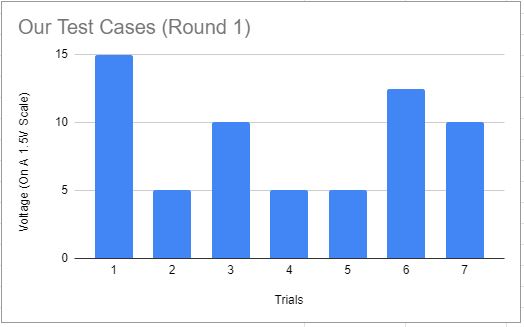 Our Test Cases (Round 1)
15
10
5
0
Voltage (On A 1.5V Scale)
1 2 3 4 5 6 7
Trials